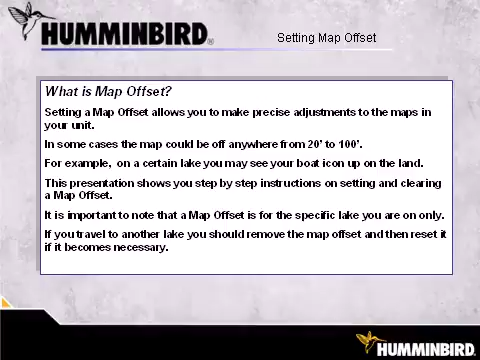 HUMMINBIRD®
Setting Map Offset
What is Map Offset?
Setting a Map Offset allows you to make precise adjustments to the maps in
your unit.
In some cases the map could be off anywhere from 20' to 100'.
For example, on a certain lake you may see your boat icon up on the land.
This presentation shows you step by step instructions on setting and clearing
a Map Offset.
It is important to note that a Map Offset is for the specific lake you are on only.
If you travel to another lake you should remove the map offset and then reset it
if it becomes necessary.
HUMMINBIRD